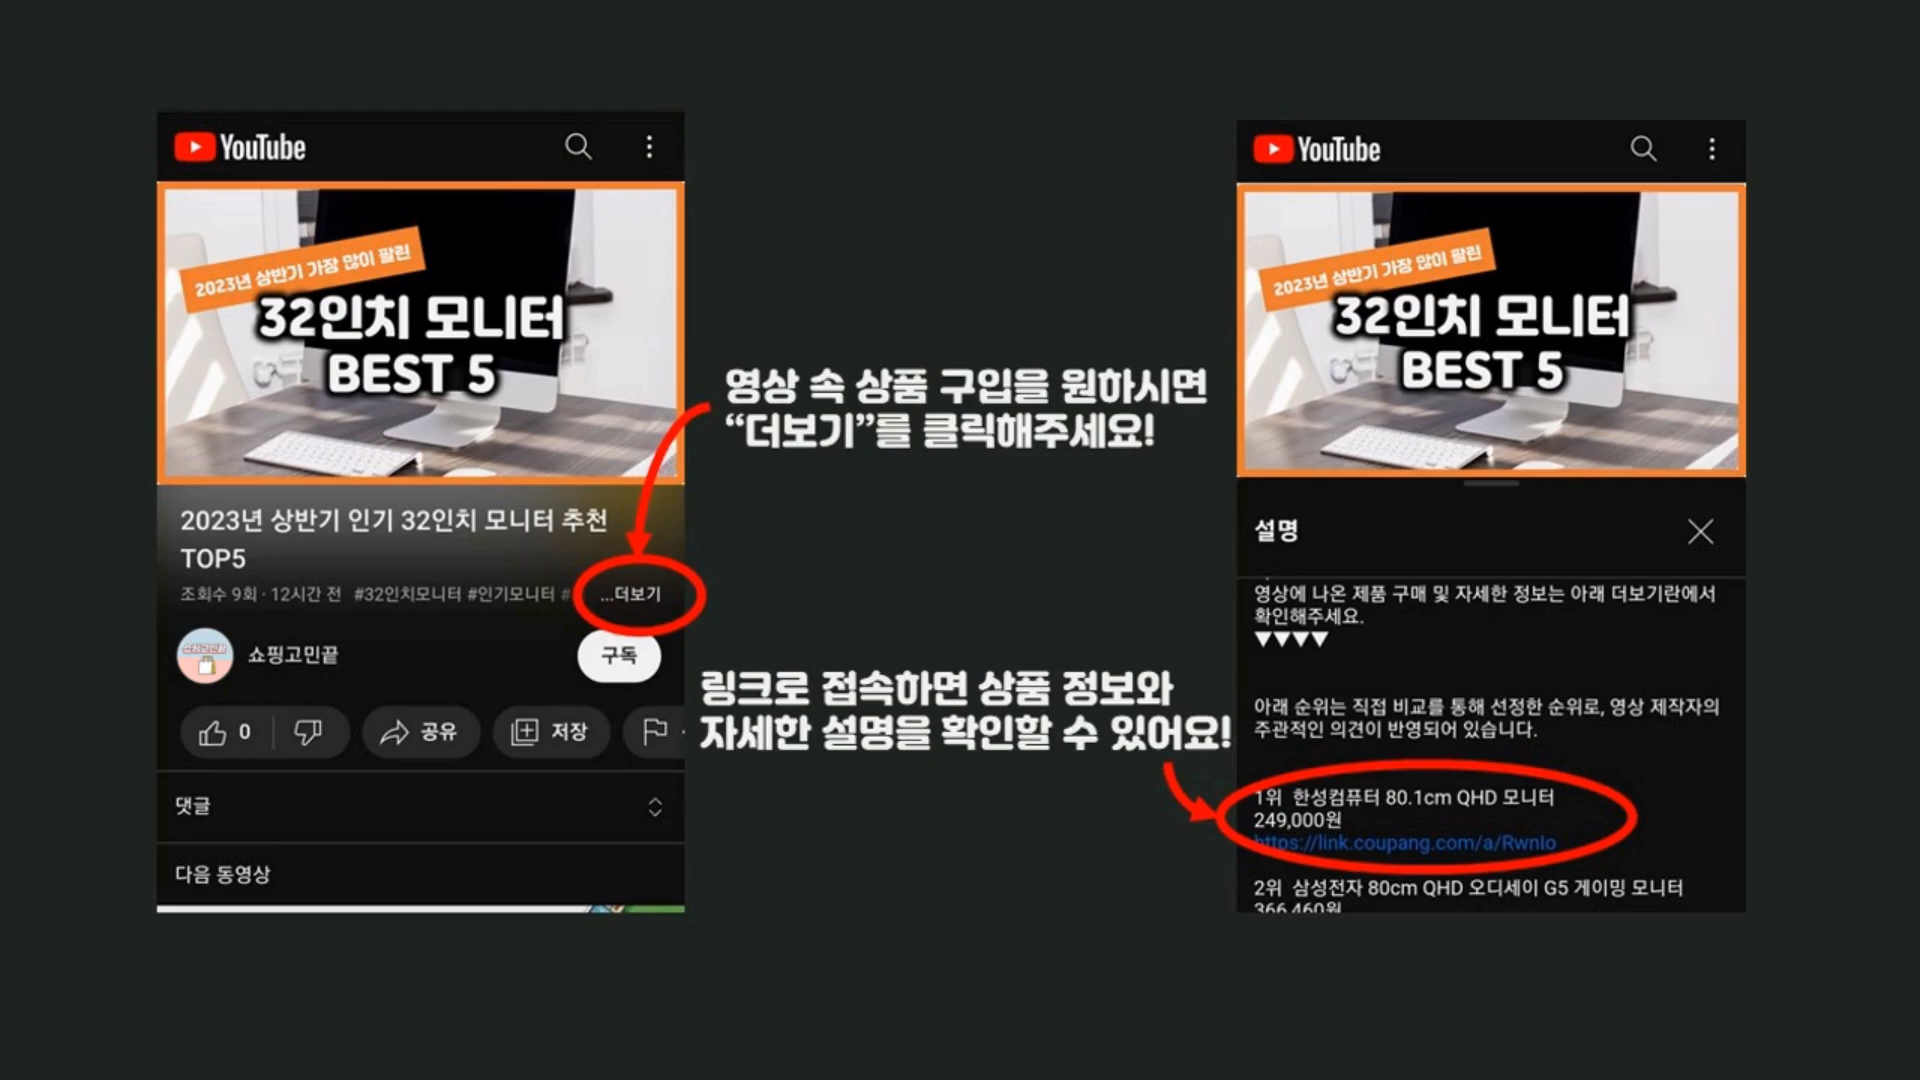 YouTube
2023년 상반기 가장 많이 팔린
32인치 모니터
BEST 5
2023년 상반기 인기 32인치 모니터 추천
TOP5
조회수 9회 · 12시간 전 #32인치모니터 #인기모니터 # ...더보기
쇼핑고민끝
쇼핑고민끝
구독
0
공유
저장
댓글
다음 동영상
영상 속 상품 구입을 원하시면
“더보기”를 클릭해주세요!
링크로 접속하면 상품 정보와
자세한 설명을 확인할 수 있어요!
YouTube
2023년 상반기 가장 많이 팔린
32인치 모니터
BEST 5
설명
영상에 나온 제품 구매 및 자세한 정보는 아래 더보기란에서
확인해주세요.
▼▼▼▼
아래 순위는 직접 비교를 통해 선정한 순위로, 영상 제작자의
주관적인 의견이 반영되어 있습니다.
1위 한성컴퓨터 80.1cm QHD 모니터
249,000원
https://link.coupang.com/a/RwnIo
2위 삼성전자 80cm QHD 오디세이 G5 게이밍 모니터
366,460원